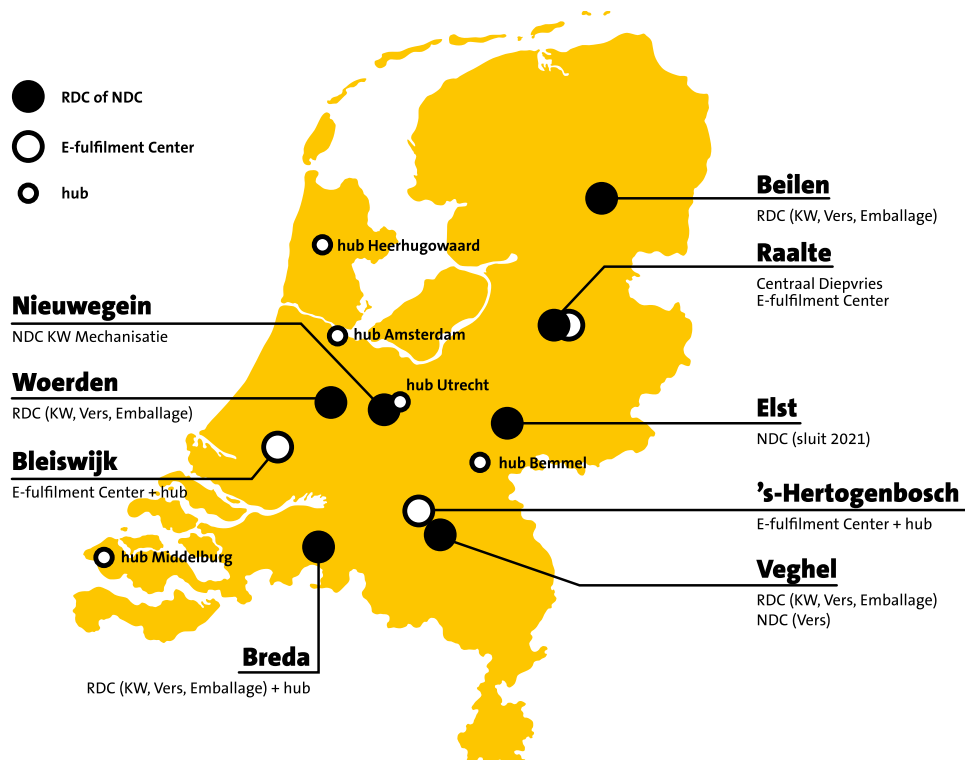 RDC of NDC
E-fulfilment Center
hub
Beilen
RDC (KW, Vers, Emballage)
Raalte
Centraal Diepvries
E-fulfilment Center
hub Heerhugowaard
Nieuwegein
NDC KW Mechanisatie
hub Amsterdam
Woerden
RDC (KW, Vers, Emballage)
hub Utrecht
Elst
NDC (sluit 2021)
Bleiswijk
E-fulfilment Center + hub
hub Bemmel
’s-Hertogenbosch
E-fulfilment Center + hub
hub Middelburg
Veghel
RDC (KW, Vers, Emballage)
NDC (Vers)
Breda
RDC (KW, Vers, Emballage) + hub